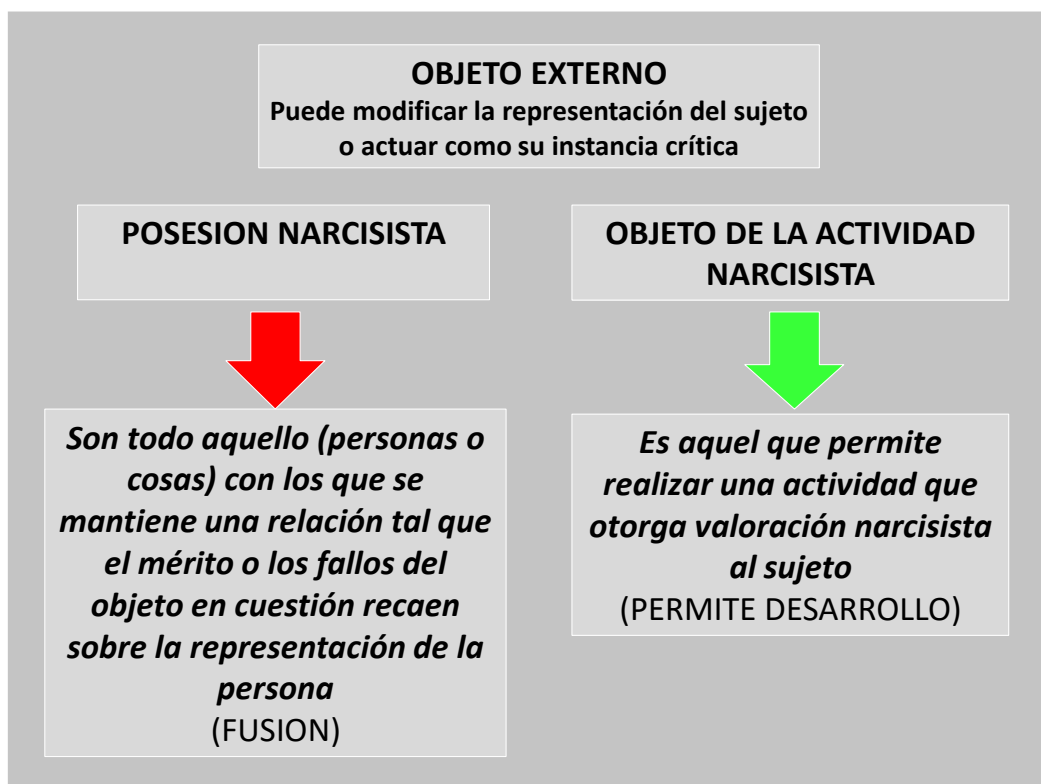 OBJETO EXTERNO
Puede modificar la representación del sujeto
o actuar como su instancia crítica
POSESION NARCISISTA
OBJETO DE LA ACTIVIDAD
NARCISISTA
Son todo aquello (personas o
cosas) con los que se
mantiene una relación tal que
el mérito o los fallos del
objeto en cuestión recaen
sobre la representación de la
persona
(FUSION)
Es aquel que permite
realizar una actividad que
otorga valoración narcisista
al sujeto
(PERMITE DESARROLLO)